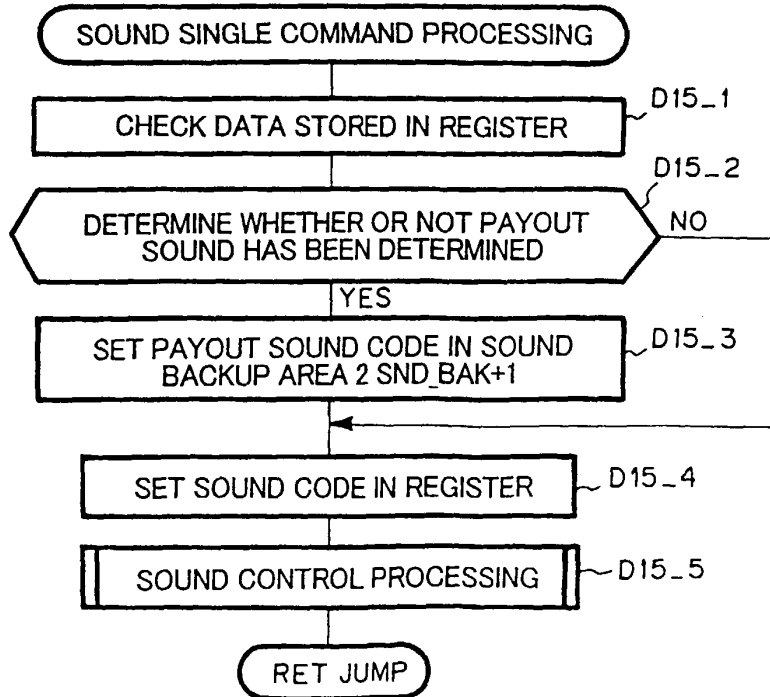 SOUND SINGLE COMMAND PROCESSING
D15_1
CHECK DATA STORED IN REGISTER
D15_2
DETERMINE WHETHER OR NOT PAYOUT
SOUND HAS BEEN DETERMINED
NO
YES
D15_3
SET PAYOUT SOUND CODE IN SOUND
BACKUP AREA 2 SND_BAK+1
SET SOUND CODE IN REGISTER
D15_4
SOUND CONTROL PROCESSING
D15_5
RET JUMP